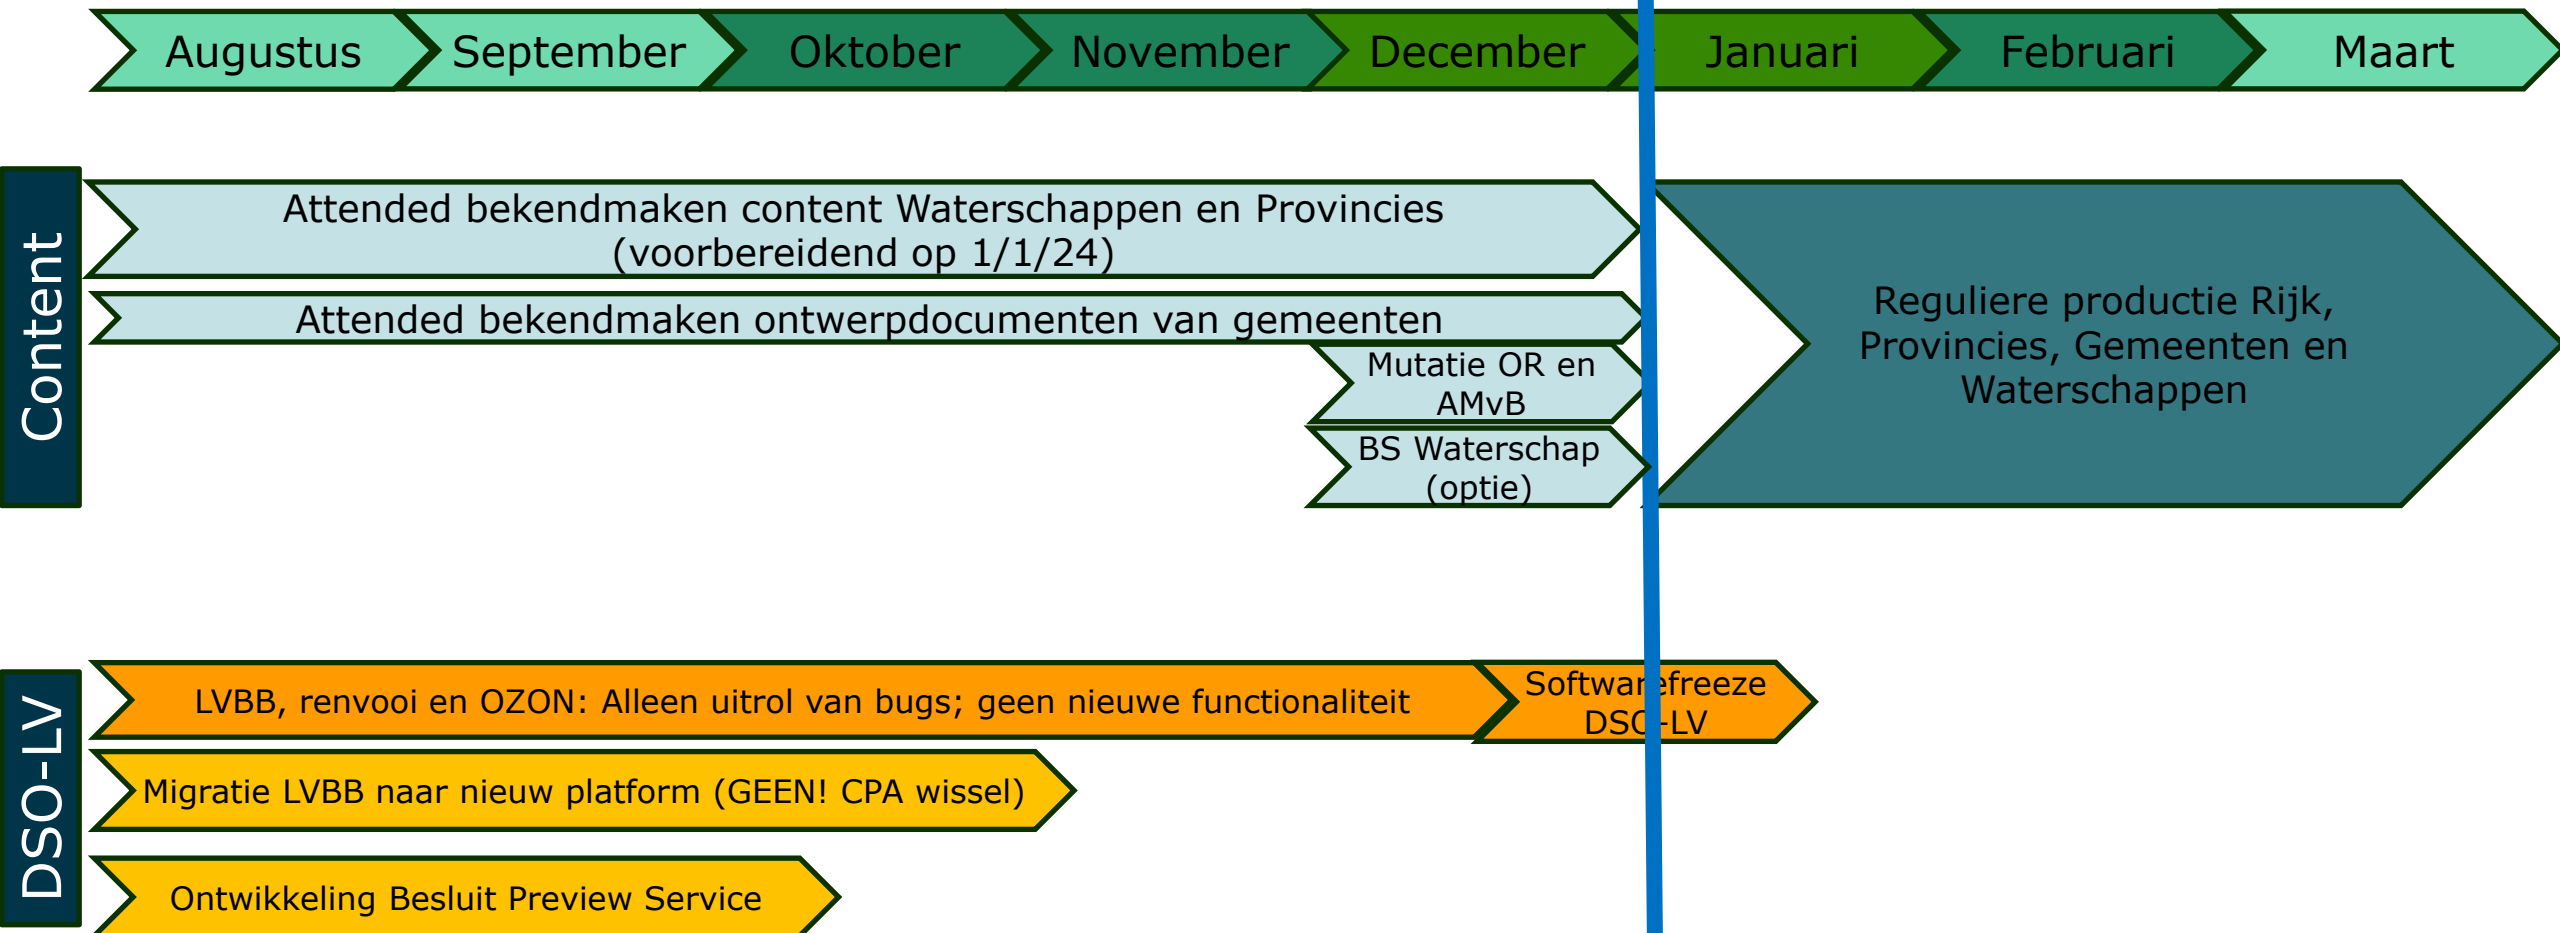 Augustus
September
Oktober
November
December
Januari
Februari
Maart
Content
Attended bekendmaken content Waterschappen en Provincies
(voorbereidend op 1/1/24)
Attended bekendmaken ontwerpdocumenten van gemeenten
Mutatie OR en
AMvB
BS Waterschap
(optie)
Reguliere productie Rijk,
Provincies, Gemeenten en
Waterschappen
DSO-LV
LVBB, renvooi en OZON: Alleen uitrol van bugs; geen nieuwe functionaliteit
Softwarefreeze
DSO-LV
Migratie LVBB naar nieuw platform (GEEN! CPA wissel)
Ontwikkeling Besluit Preview Service